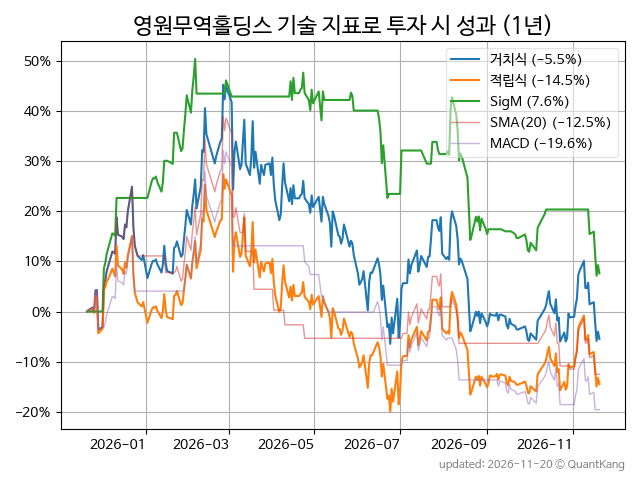 영원무역홀딩스 기술 지표로 투자 시 성과 (1년)
거치식 (−5.5%)
적립식 (−14.5%)
SigM (7.6%)
SMA(20) (−12.5%)
MACD (−19.6%)
50%
40%
30%
20%
10%
0%
−10%
−20%
2026-01 2026-03 2026-05 2026-07 2026-09 2026-11
updated: 2026-11-20 © QuantKang